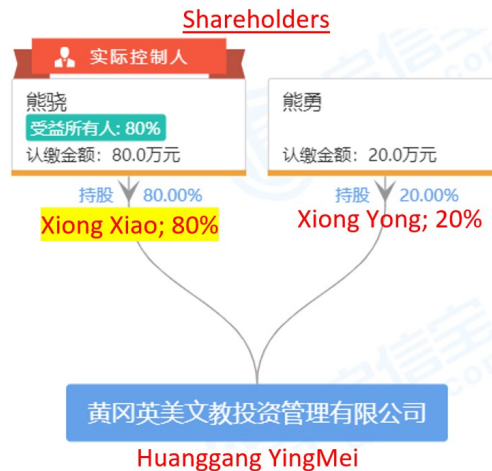 Shareholders
实际控制人
熊骁
受益所有人: 80%
认缴金额：80.0万元
熊勇
认缴金额：20.0万元
持股 80.00%
持股 20.00%
Xiong Xiao; 80%
Xiong Yong; 20%
黄冈英美文教投资管理有限公司
Huanggang YingMei